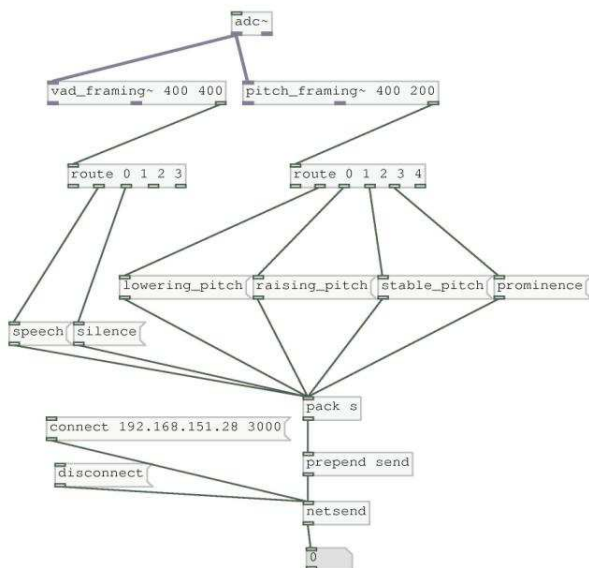 adc~
vad_framing~ 400 400
pitch_framing~ 400 200
route 0 1 2 3
route 0 1 2 3 4
lowering_pitch
raising_pitch
stable_pitch
prominence
speech
silence
pack s
connect 192.168.151.28 3000
prepend send
disconnect
netsend
0